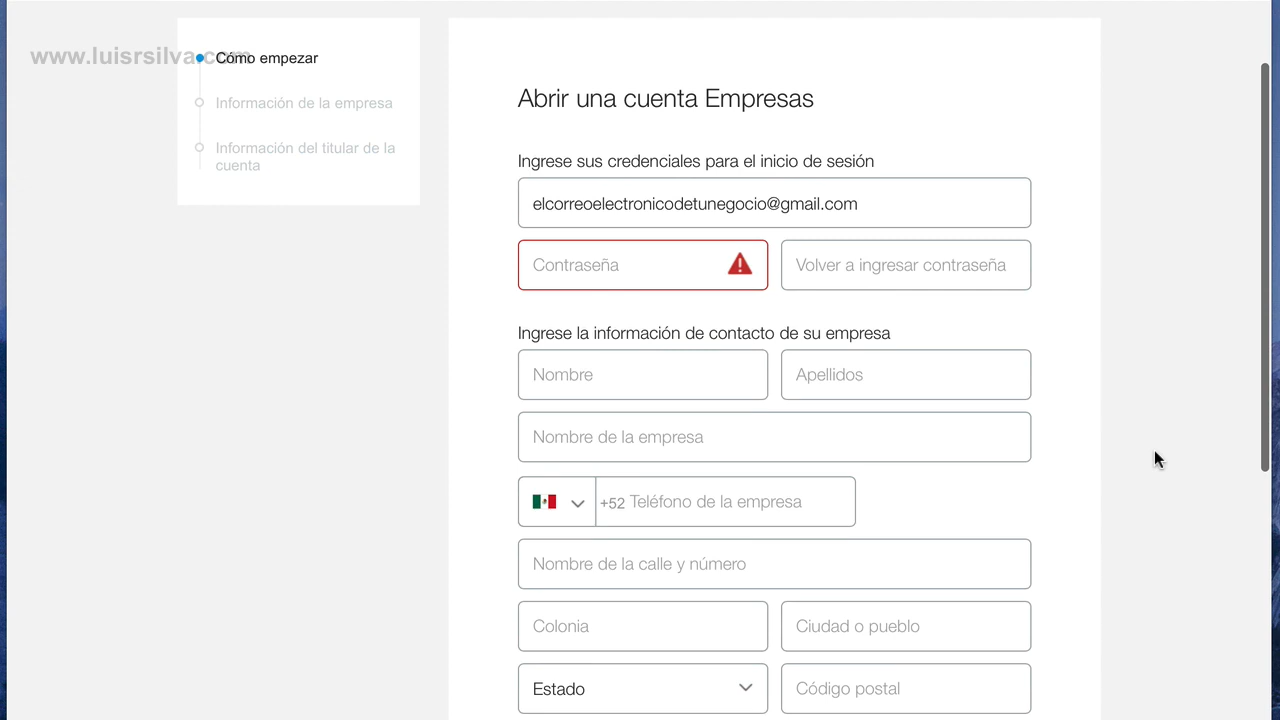 www.luisrsilva.com
Cómo empezar
Información de la empresa
Información del titular de la
cuenta
Abrir una cuenta Empresas
Ingrese sus credenciales para el inicio de sesión
elcorreoelectronicodetunegocio@gmail.com
Contraseña
Volver a ingresar contraseña
Ingrese la información de contacto de su empresa
Nombre
Apellidos
Nombre de la empresa
+52 Teléfono de la empresa
Nombre de la calle y número
Colonia
Ciudad o pueblo
Estado
Código postal